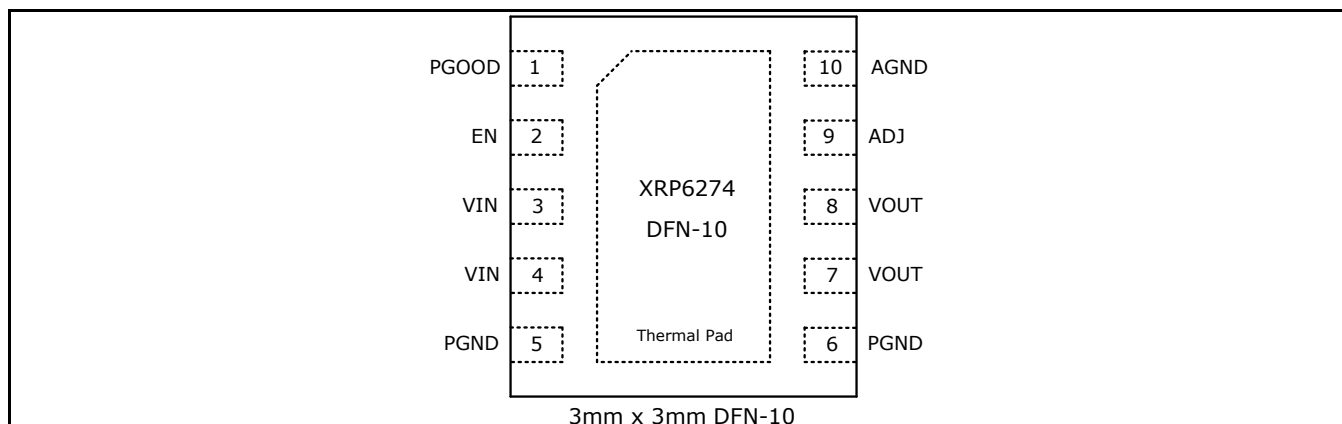 PGOOD 1 10 AGND
EN 2 9 ADJ
VIN 3 XRP6274 8 VOUT
DFN-10
VIN 4 7 VOUT
PGND 5 Thermal Pad 6 PGND
3mm x 3mm DFN-10